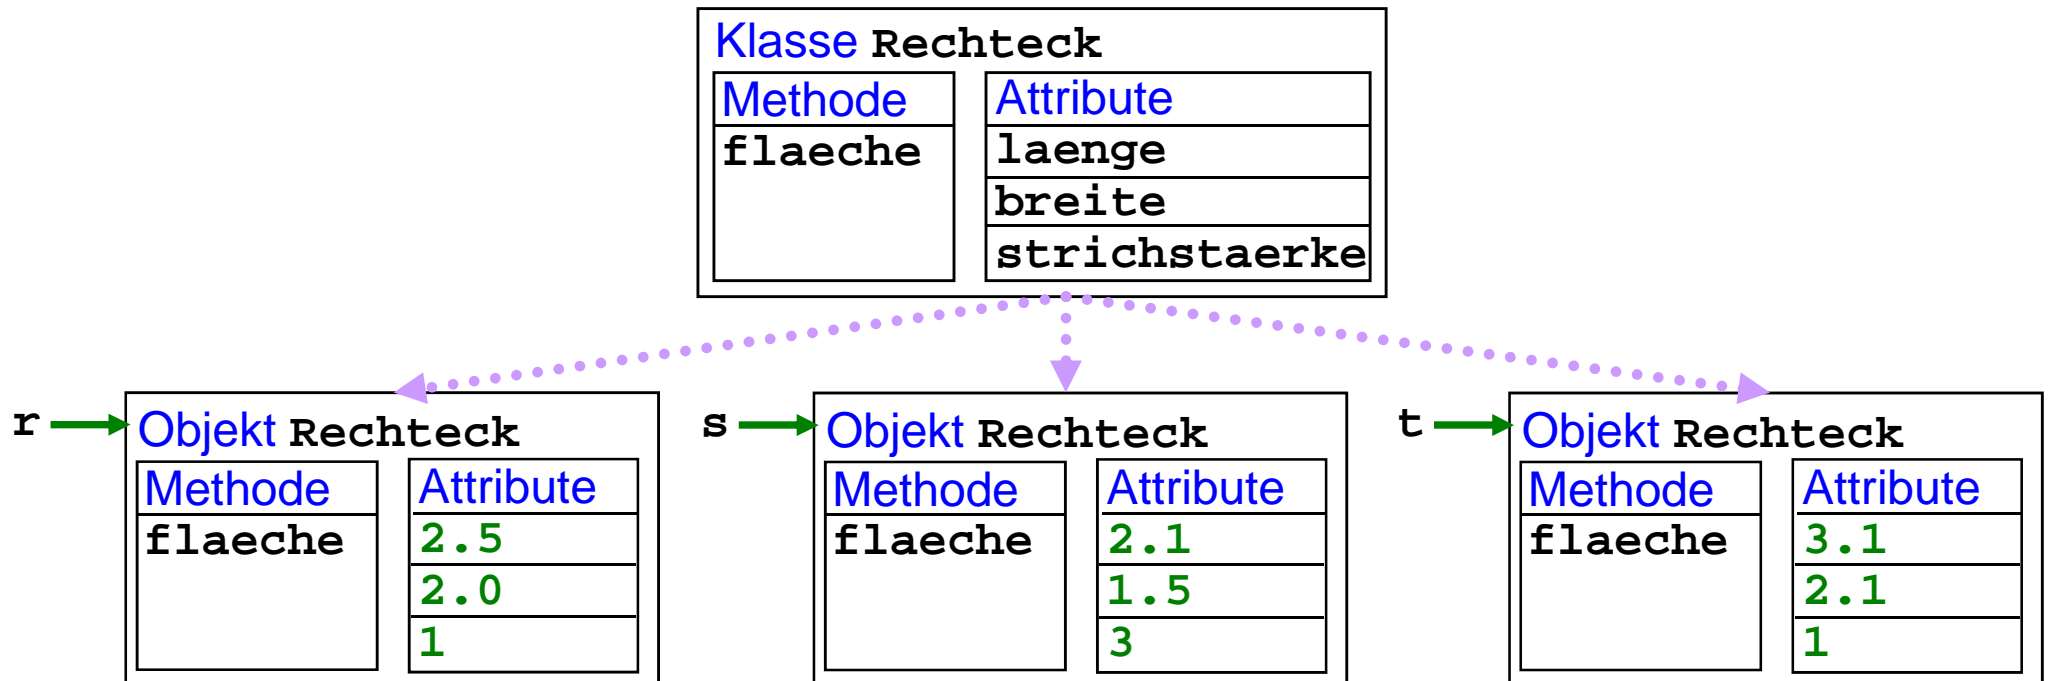 Klasse Rechteck
Methode
flaeche
Attribute
laenge
breite
strichstaerke
r
Objekt Rechteck
Methode
flaeche
Attribute
2.5
2.0
1
s
Objekt Rechteck
Methode
flaeche
Attribute
2.1
1.5
3
t
Objekt Rechteck
Methode
flaeche
Attribute
3.1
2.1
1